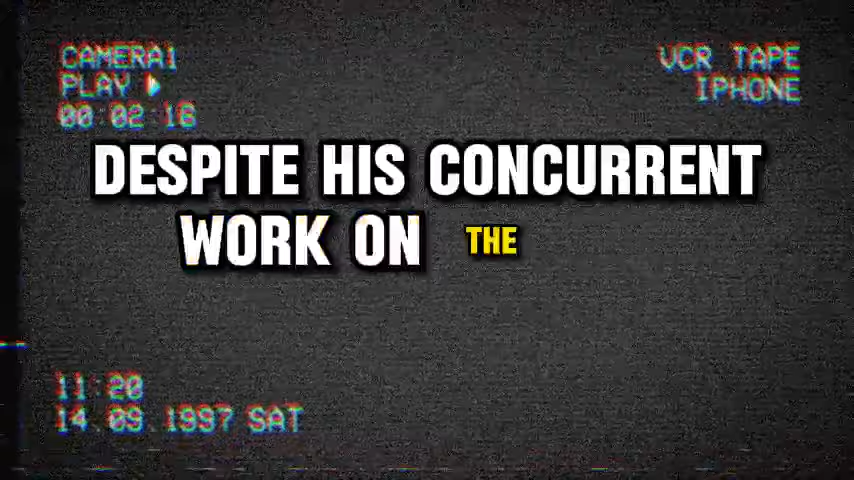 CAMERA1
PLAY
00:02:16
VCR TAPE
IPHONE
DESPITE HIS CONCURRENT
WORK ON THE
11:20
14.09.1997 SAT